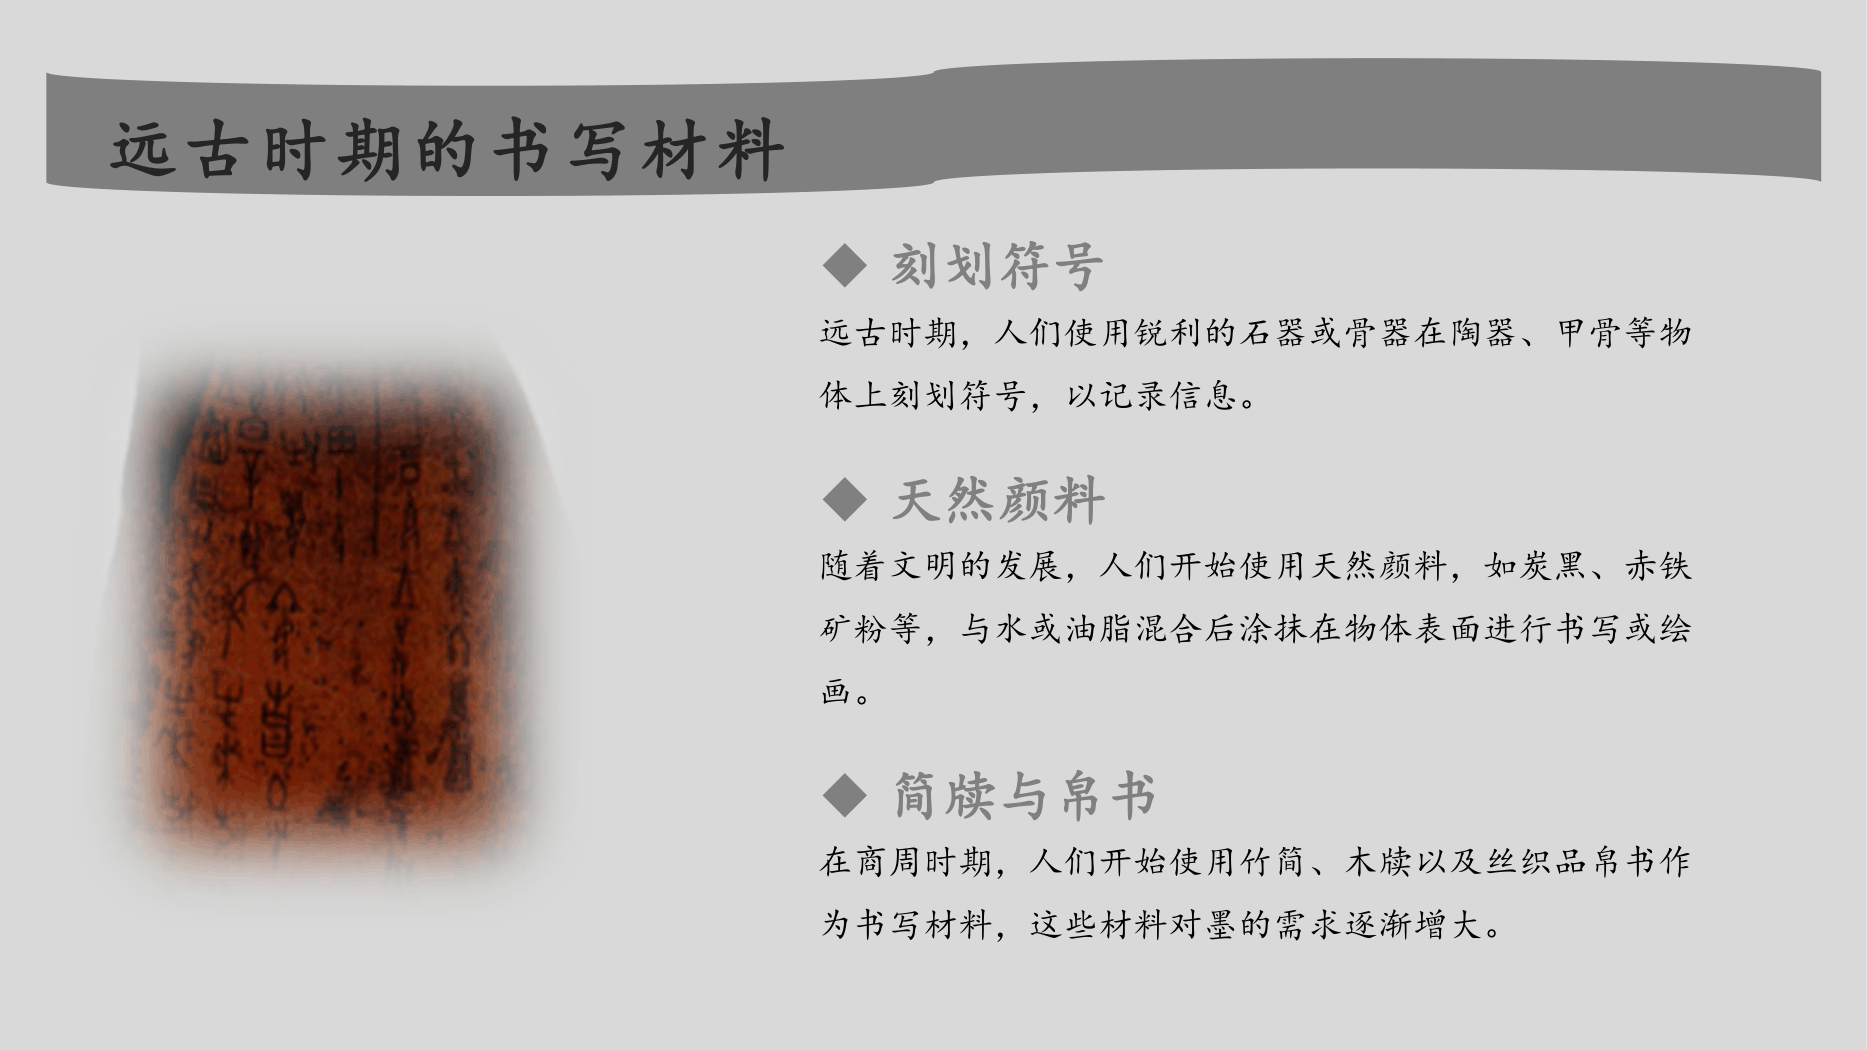 远古时期的书写材料
刻划符号
远古时期，人们使用锐利的石器或骨器在陶器、甲骨等物
体上刻划符号，以记录信息。
天然颜料
随着文明的发展，人们开始使用天然颜料，如炭黑、赤铁
矿粉等，与水或油脂混合后涂抹在物体表面进行书写或绘
画。
简牍与帛书
在商周时期，人们开始使用竹简、木牍以及丝织品帛书作
为书写材料，这些材料对墨的需求逐渐增大。